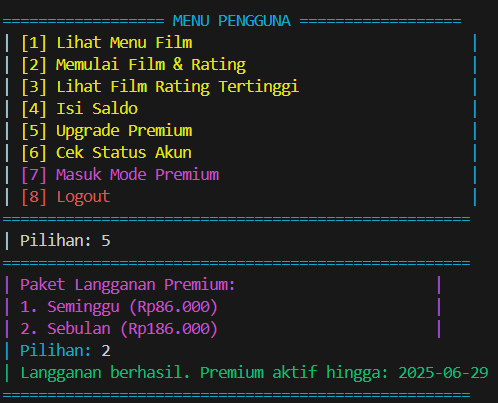 ================== MENU PENGGUNA ==================
| [1] Lihat Menu Film |
| [2] Memulai Film & Rating |
| [3] Lihat Film Rating Tertinggi |
| [4] Isi Saldo |
| [5] Upgrade Premium |
| [6] Cek Status Akun |
| [7] Masuk Mode Premium |
| [8] Logout |
====================================================
| Pilihan: 5
====================================================
| Paket Langganan Premium: |
| 1. Seminggu (Rp86.000) |
| 2. Sebulan (Rp186.000) |
| Pilihan: 2
| Langganan berhasil. Premium aktif hingga: 2025-06-29
====================================================